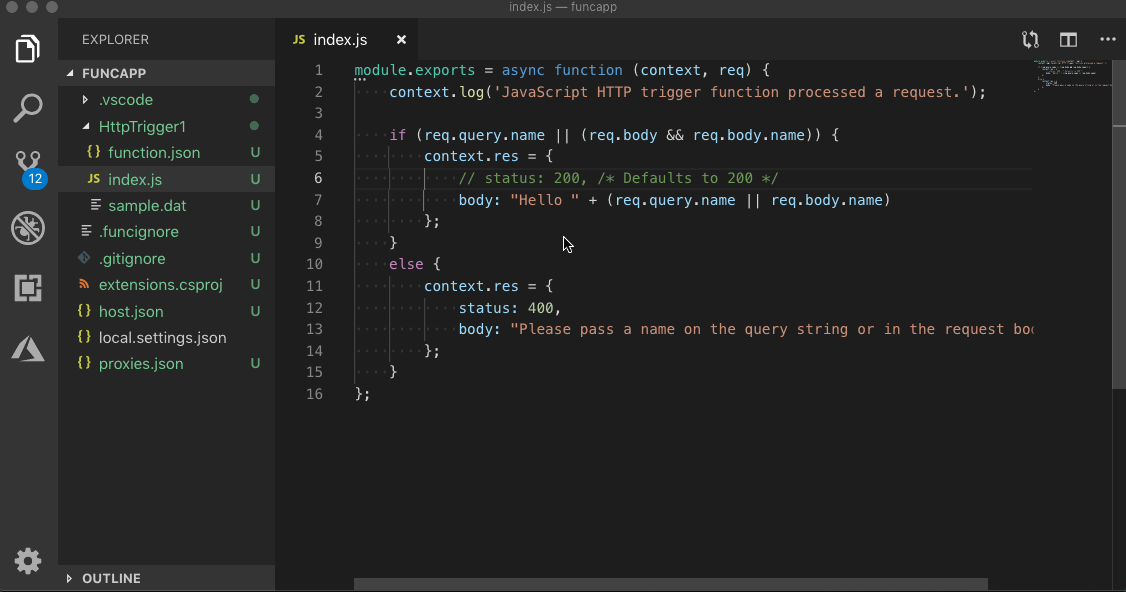 index.js — funcapp
EXPLORER
FUNCAPP
.vscode
HttpTrigger1
{} function.json U
JS index.js U
sample.dat U
.funcignore U
.gitignore U
extensions.csproj U
{} host.json U
{} local.settings.json
{} proxies.json U
OUTLINE
12
JS index.js ×
1 module.exports = async function (context, req) {
2 context.log('JavaScript HTTP trigger function processed a request.');
3
4 if (req.query.name || (req.body && req.body.name)) {
5 context.res = {
6 // status: 200, /* Defaults to 200 */
7 body: "Hello " + (req.query.name || req.body.name)
8 };
9 }
10 else {
11 context.res = {
12 status: 400,
13 body: "Please pass a name on the query string or in the request
14 };
15 }
16 };